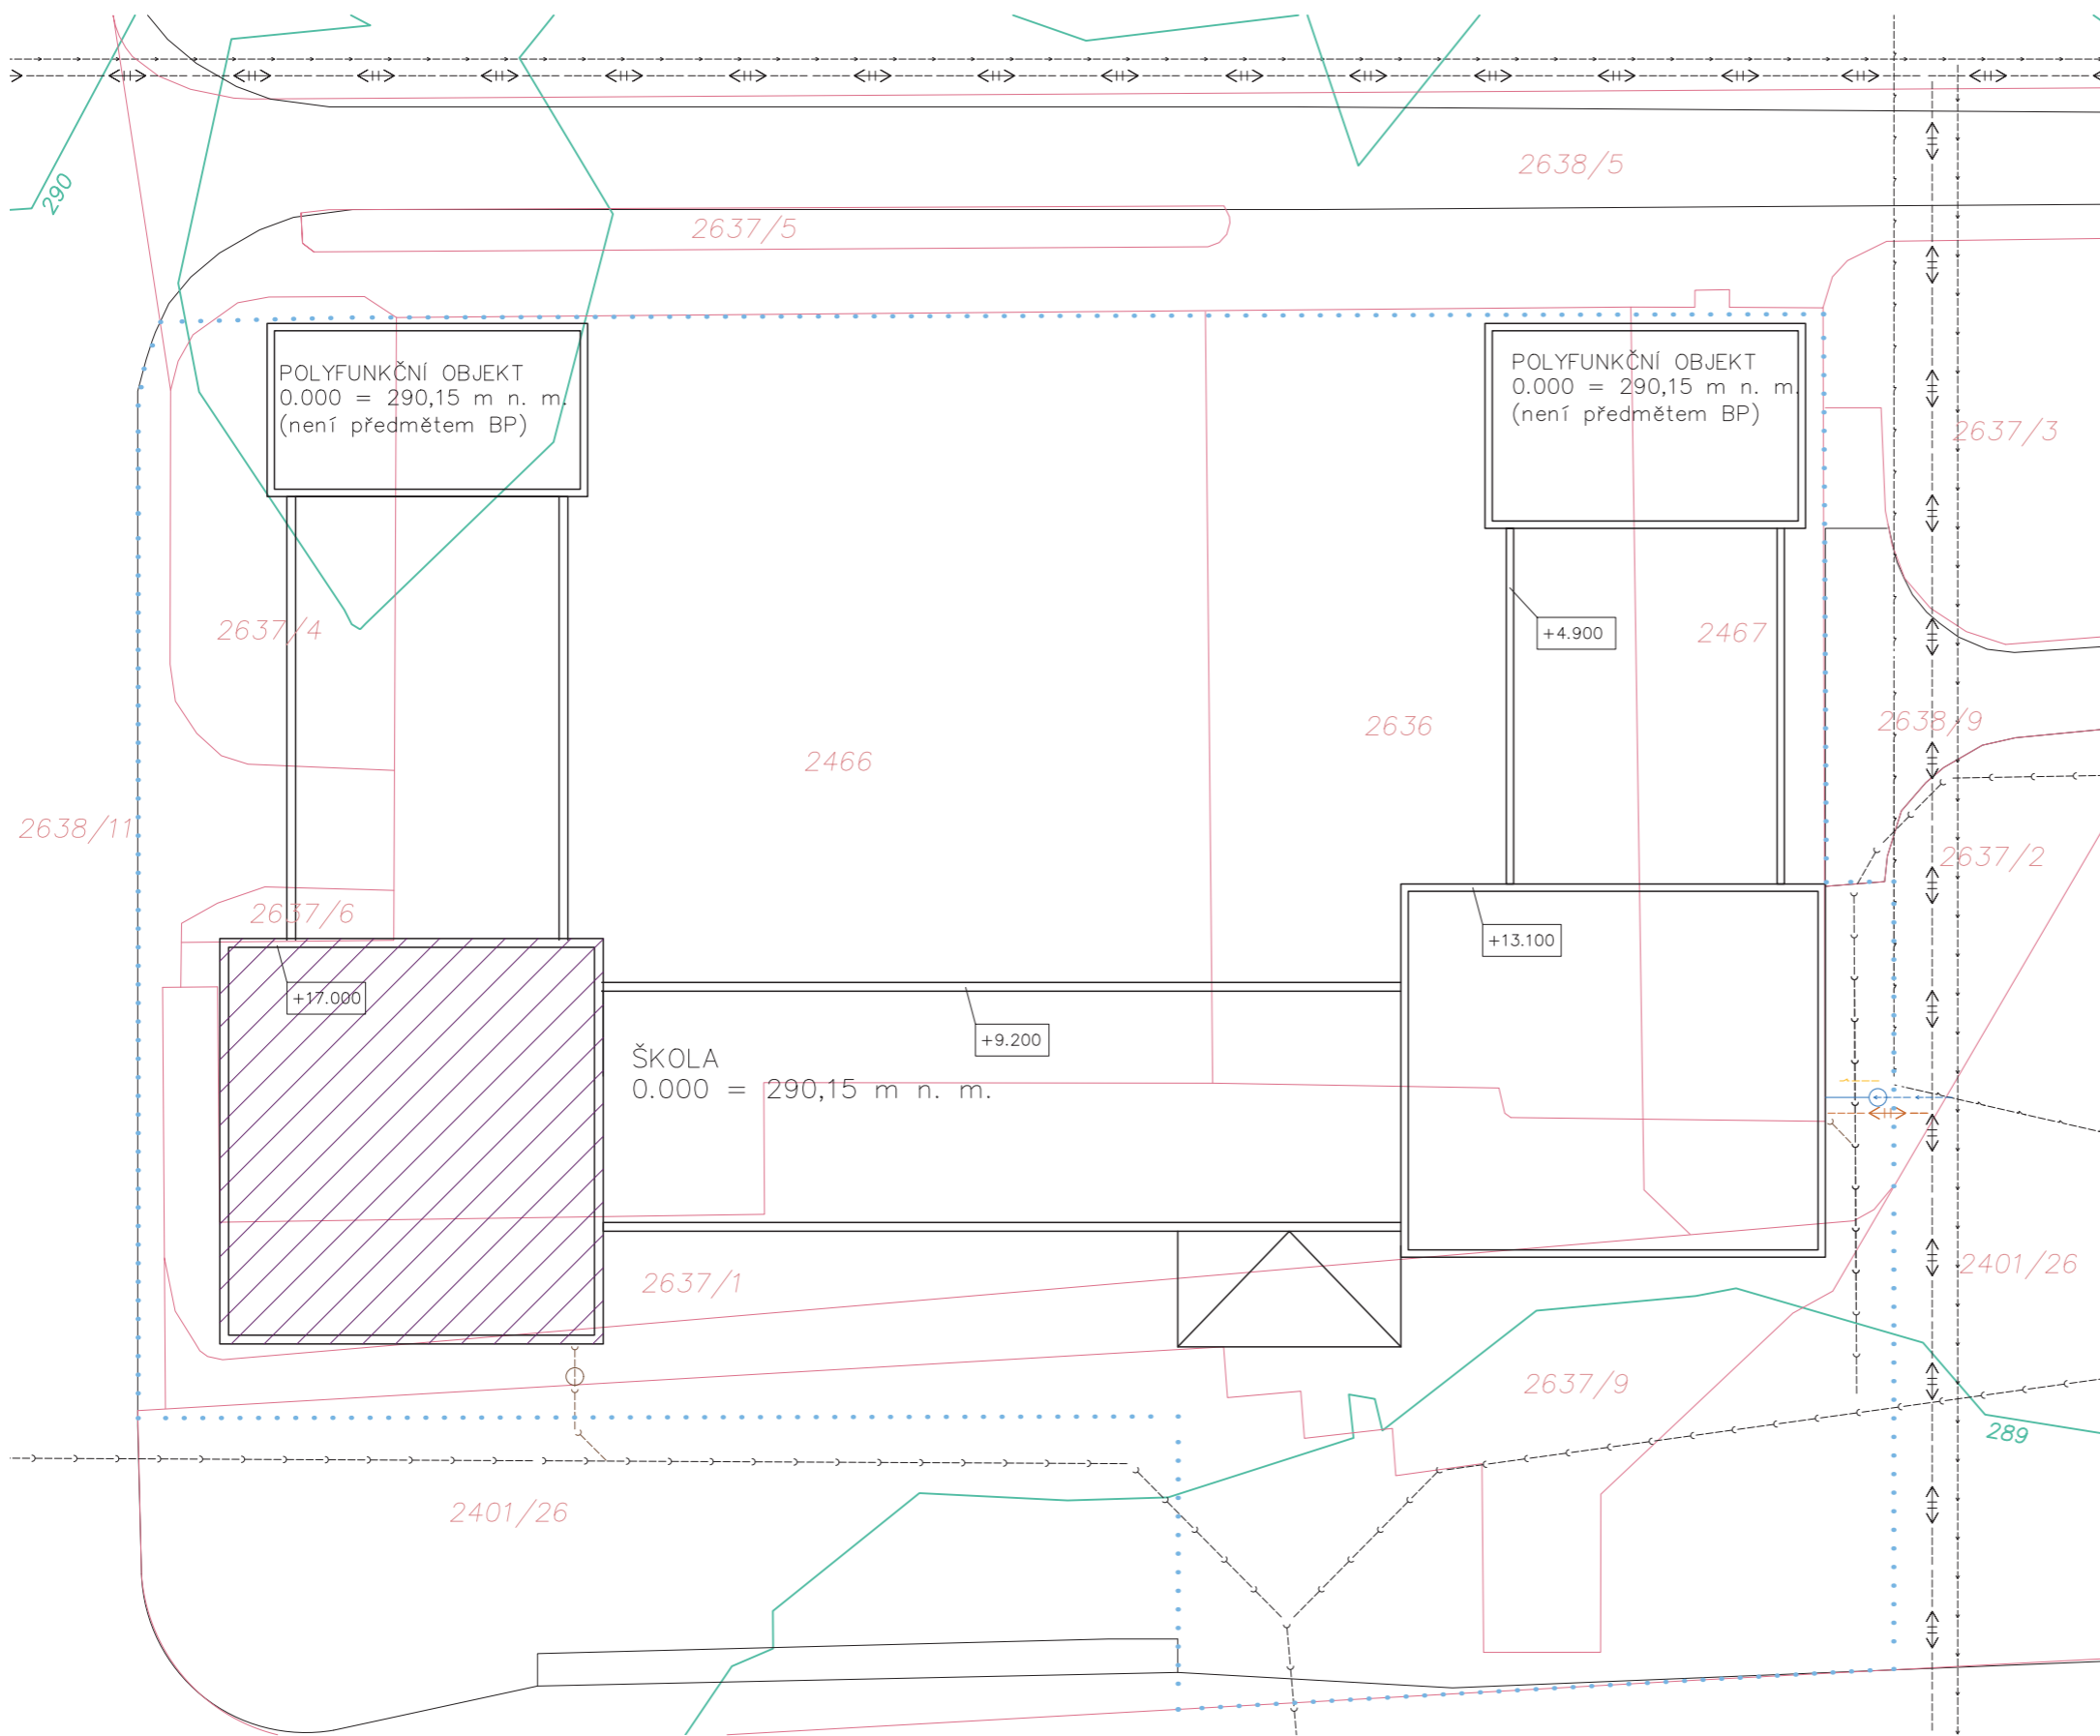 2638/5
290
2637/5
POLYFUNKČNÍ OBJEKT
0.000 = 290,15 m n. m.
(není předmětem BP)
POLYFUNKČNÍ OBJEKT
0.000 = 290,15 m n. m.
(není předmětem BP)
2637/3
2637/4
+4.900
2467
2636
2638/9
2466
2638/11
2637/2
2637/6
+13.100
+17.000
+9.200
ŠKOLA
0.000 = 290,15 m n. m.
2401/26
2637/1
2637/9
289
2401/26